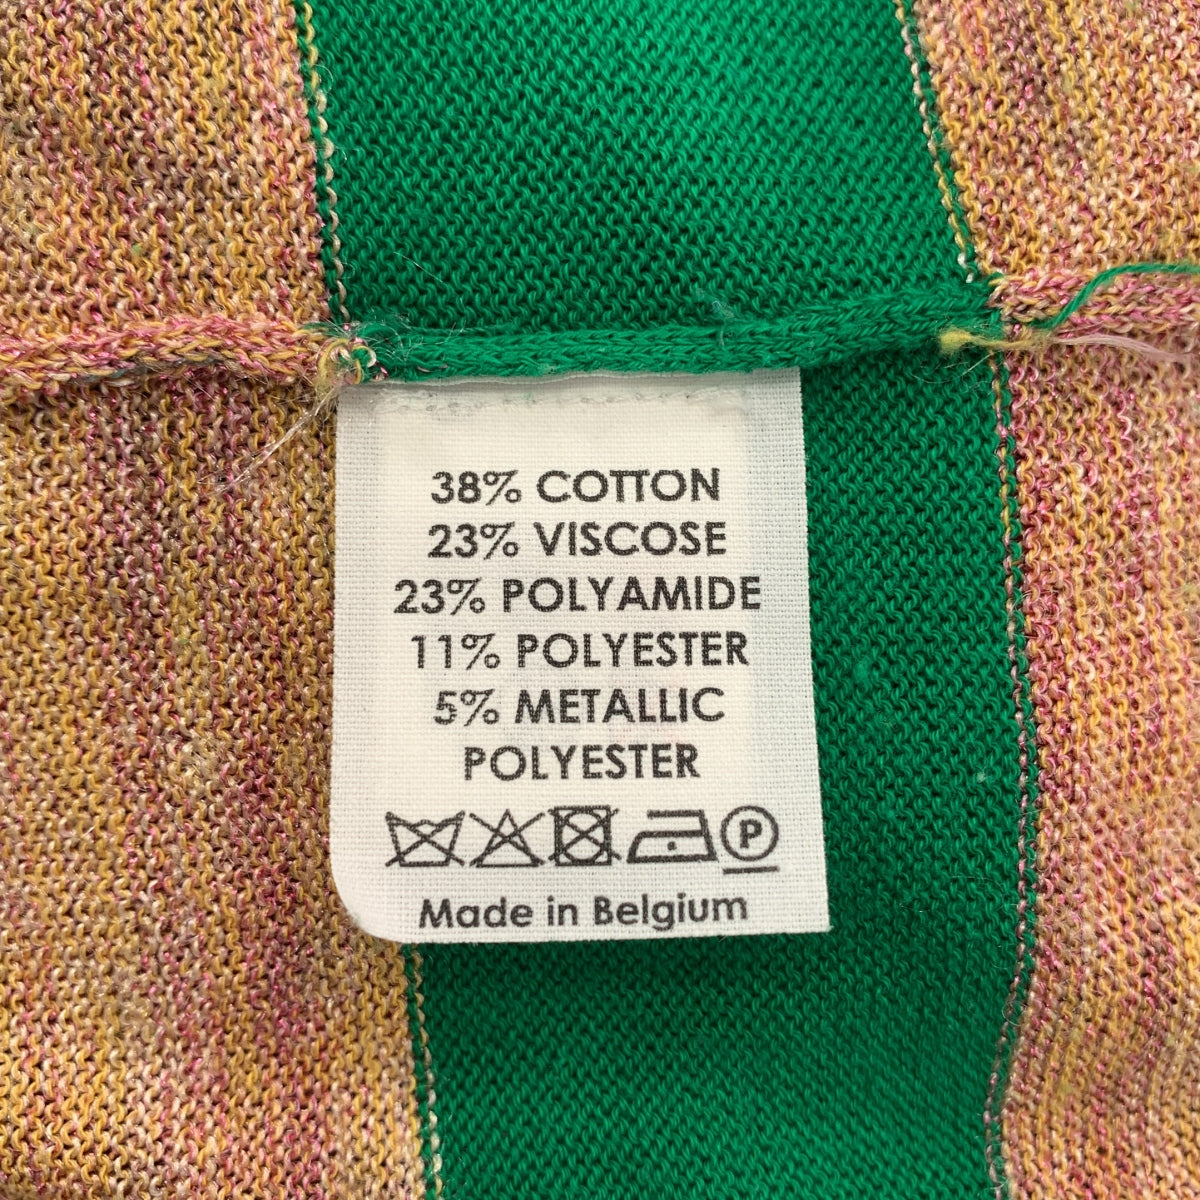 38% COTTON
23% VISCOSE
23% POLYAMIDE
11% POLYESTER
5% METALLIC
POLYESTER
P
Made in Belgium